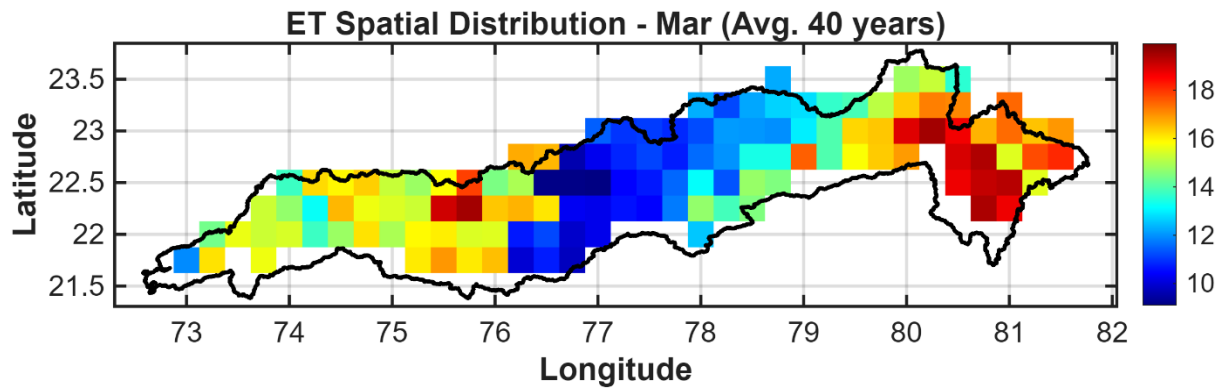 ET Spatial Distribution - Mar (Avg. 40 years)
23.5
23
22.5
22
21.5
Latitude
73 74 75 76 77 78 79 80 81 82
Longitude
18
16
14
12
10